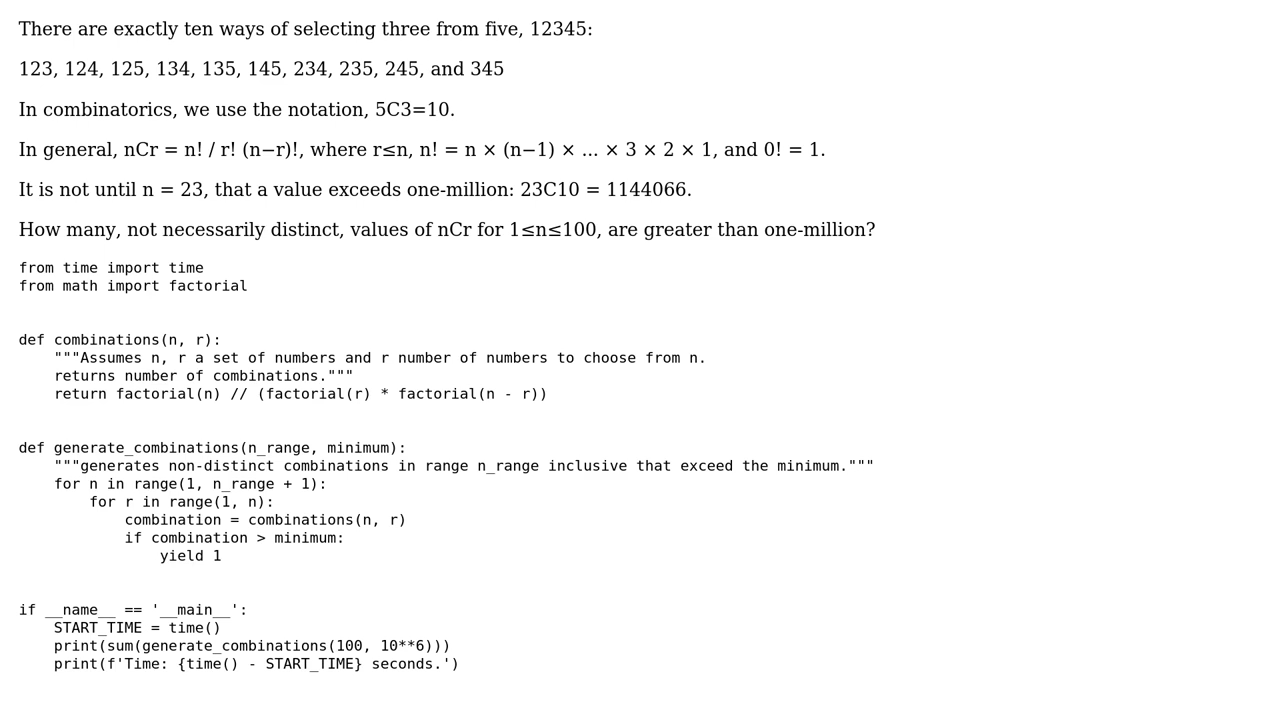 There are exactly ten ways of selecting three from five, 12345:
123, 124, 125, 134, 135, 145, 234, 235, 245, and 345
In combinatorics, we use the notation, 5C3=10.
In general, nCr = n! / r! (n−r)!, where r≤n, n! = n × (n−1) × ... × 3 × 2 × 1, and 0! = 1.
It is not until n = 23, that a value exceeds one-million: 23C10 = 1144066.
How many, not necessarily distinct, values of nCr for 1≤n≤100, are greater than one-million?
from time import time
from math import factorial
def combinations(n, r):
    """Assumes n, r a set of numbers and r number of numbers to choose from n.
    returns number of combinations."""
    return factorial(n) // (factorial(r) * factorial(n - r))
def generate_combinations(n_range, minimum):
    """generates non-distinct combinations in range n_range inclusive that exceed the minimum."""
    for n in range(1, n_range + 1):
        for r in range(1, n):
            combination = combinations(n, r)
            if combination > minimum:
                yield 1
if __name__ == '__main__':
    START_TIME = time()
    print(sum(generate_combinations(100, 10**6)))
    print(f'Time: {time() - START_TIME} seconds.')